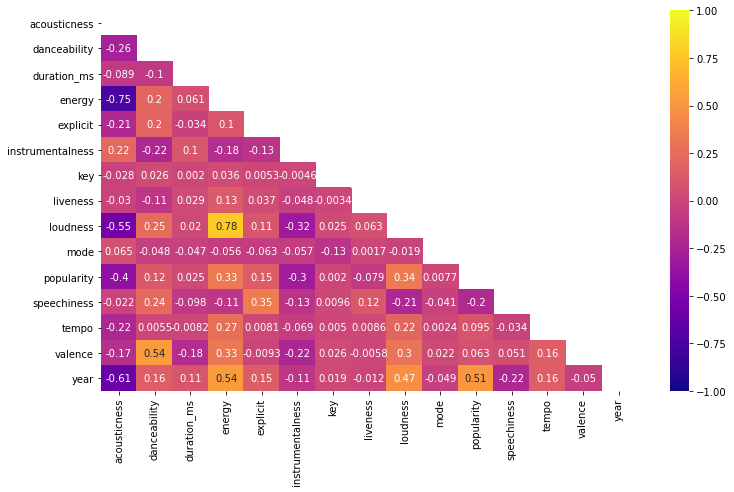 acousticness
danceability -0.26
duration_ms -0.089 -0.1
energy -0.75 0.2 0.061
explicit -0.21 0.2 -0.034 0.1
instrumentalness 0.22 -0.22 0.1 -0.18 -0.13
key -0.028 0.026 0.002 0.036 0.0053 -0.0046
liveness -0.03 -0.11 0.029 0.13 0.037 -0.048 -0.0034
loudness -0.55 0.25 0.02 0.78 0.11 -0.32 0.025 0.063
mode 0.065 -0.048 -0.047 -0.056 -0.063 -0.057 -0.13 0.0017 -0.019
popularity -0.4 0.12 0.025 0.33 0.15 -0.3 0.002 -0.079 0.34 0.0077
speechiness -0.022 0.24 -0.098 -0.11 0.35 -0.13 0.0096 0.12 -0.21 -0.041 -0.2
tempo -0.22 0.0055 -0.0082 0.27 0.0081 -0.069 0.005 0.0086 0.22 0.0024 0.095 -0.034
valence -0.17 0.54 -0.18 0.33 -0.0093 -0.22 0.026 -0.0058 0.3 0.022 0.063 0.051 0.16
year -0.61 0.16 0.11 0.54 0.15 -0.11 0.019 -0.012 0.47 -0.049 0.51 -0.22 0.16 -0.05
acousticness
danceability
duration_ms
energy
explicit
instrumentalness
key
liveness
loudness
mode
popularity
speechiness
tempo
valence
year
1.00
0.75
0.50
0.25
0.00
−0.25
−0.50
−0.75
−1.00